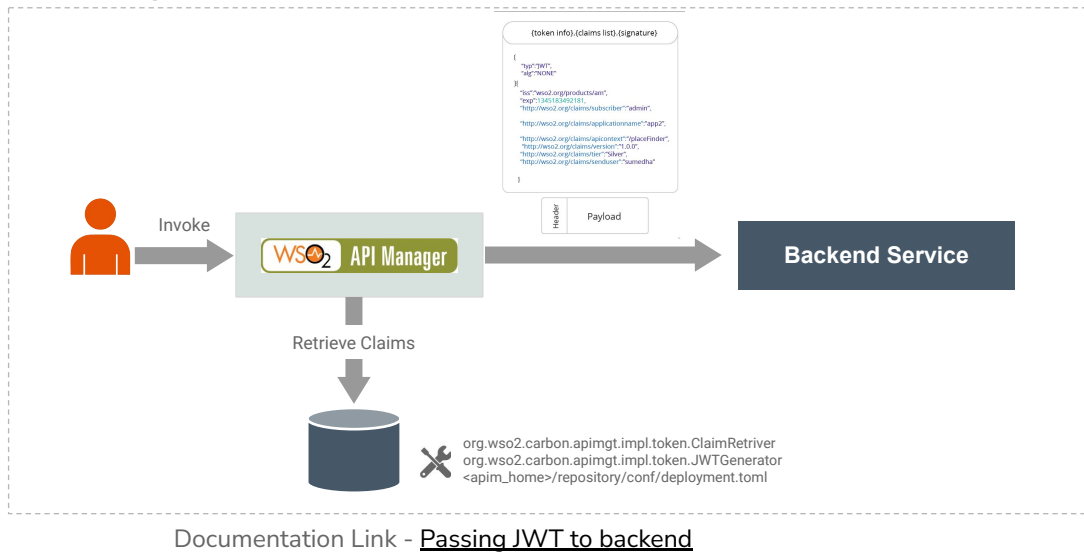 {token info}.{claims list}.{signature}
{
"typ":"JWT",
"alg":"NONE"
}{
"iss":"wso2.org/products/am",
"exp":1345183492181,
"http://wso2.org/claims/subscriber":"admin",
"http://wso2.org/claims/applicationname":"app2",
"http://wso2.org/claims/apicontext":"/placeFinder",
"http://wso2.org/claims/version":"1.0.0",
"http://wso2.org/claims/tier":"Silver",
"http://wso2.org/claims/senduser":"sumedha"
}
Header
Payload
Invoke
WSO2 API Manager
Backend Service
Retrieve Claims
org.wso2.carbon.apimgt.impl.token.ClaimRetriver
org.wso2.carbon.apimgt.impl.token.JWTGenerator
<apim_home>/repository/conf/deployment.toml
Documentation Link - Passing JWT to backend